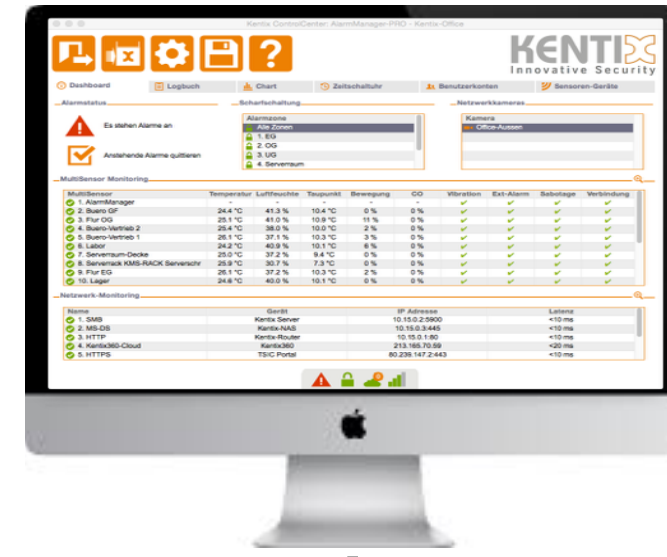 Kentix ControlCenter: AlarmManager-PRO - Kentix Office
KENTIX
Innovative Security
Dashboard Logbuch Chart Zeitschaltuhr Benutzerkonten Sensoren-Geräte
Alarmstatus Scharfschaltung Netzwerkkameras
Es stehen Alarme an
Anstehende Alarme quittieren
Alarmzone
Alle Zonen
1. EG
2. OG
3. UG
4. Serverraum
Kamera
Office-Aussen
MultiSensor Monitoring
MultiSensor Temperatur Luftfeuchte Taupunkt Bewegung CO Vibration Ext-Alarm Sabotage Verbindung
1. AlarmManager - - - - -
2. Buero GF 24.4 °C 41.3 % 10.4 °C 0 % 0 %
3. Flur OG 25.1 °C 41.0 % 10.9 °C 11 % 0 %
4. Buero-Vertrieb 2 25.4 °C 38.0 % 10.0 °C 2 % 0 %
5. Buero-Vertrieb 1 26.1 °C 37.1 % 10.3 °C 3 % 0 %
6. Labor 24.2 °C 40.9 % 10.1 °C 6 % 0 %
7. Serverraum-Decke 25.0 °C 37.2 % 9.4 °C 0 % 0 %
8. Serverrack KMS-RACK Serverschr 25.9 °C 30.7 % 7.3 °C 0 % 0 %
9. Flur EG 26.1 °C 37.2 % 10.3 °C 2 % 0 %
10. Lager 24.6 °C 40.0 % 10.1 °C 0 % 0 %
Netzwerk-Monitoring
Name Gerät IP Adresse Latenz
1. SMB Kentix Server 10.15.0.2:5900 <10 ms
2. MS-DS Kentix-NAS 10.15.0.3:445 <10 ms
3. HTTP Kentix-Router 10.15.0.1:80 <10 ms
4. Kentix360-Cloud Kentix360 213.165.70.59 <20 ms
5. HTTPS TSIC Portal 80.239.147.2:443 <10 ms